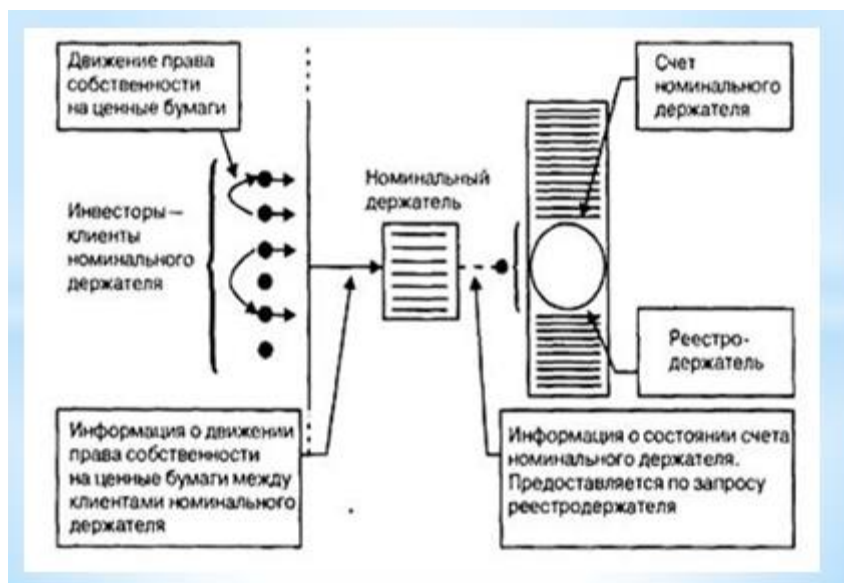 Движение права
собственности
на ценные бумаги
Счет
номинального
держателя
Номинальный
держатель
Инвесторы —
клиенты
номинального
держателя
Реестро-
держатель
Информация о движении
права собственности
на ценные бумаги между
клиентами номинального
держателя
Информация о состоянии счета
номинального держателя.
Предоставляется по запросу
реестродержателя